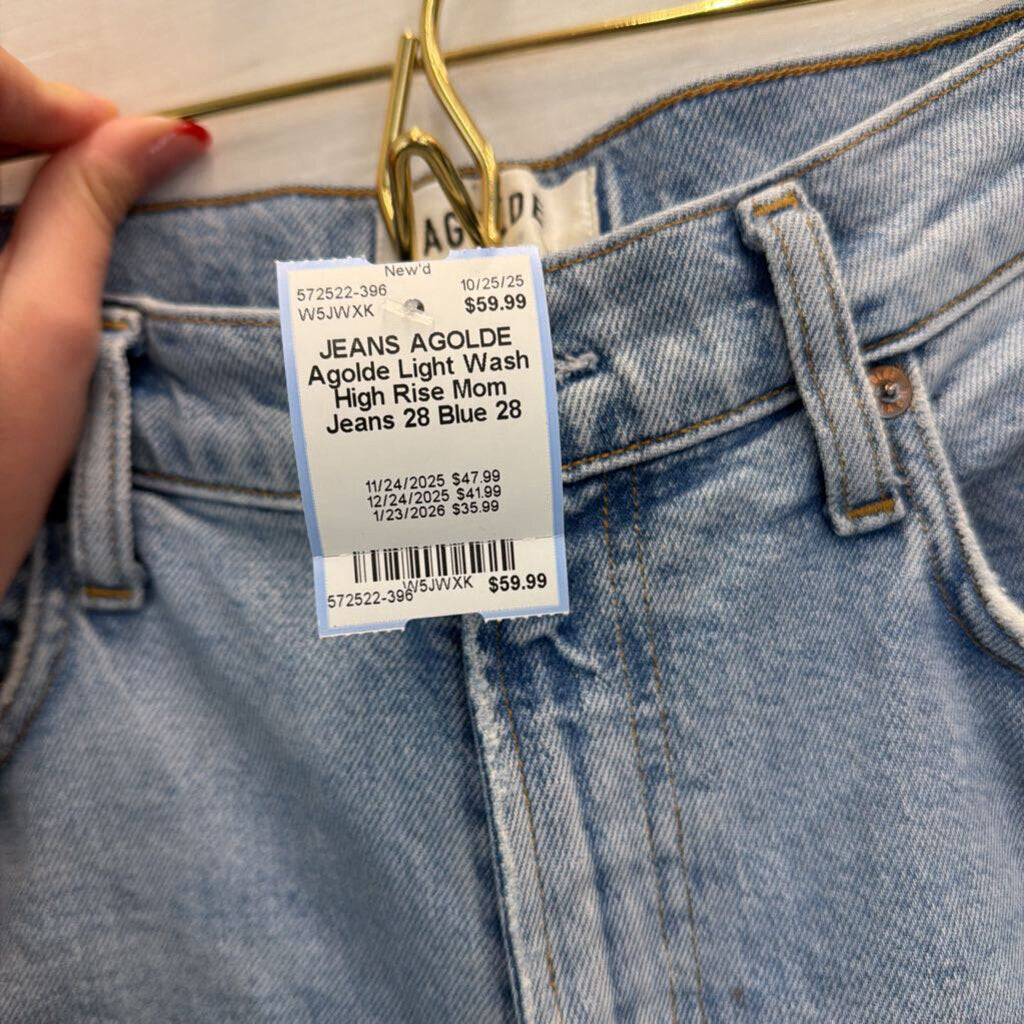 New'd
572522-396 10/25/25
W5JWXK $59.99
JEANS AGOLDE
Agolde Light Wash
High Rise Mom
Jeans 28 Blue 28
11/24/2025 $47.99
12/24/2025 $41.99
1/23/2026 $35.99
W5JWXK $59.99
572522-396